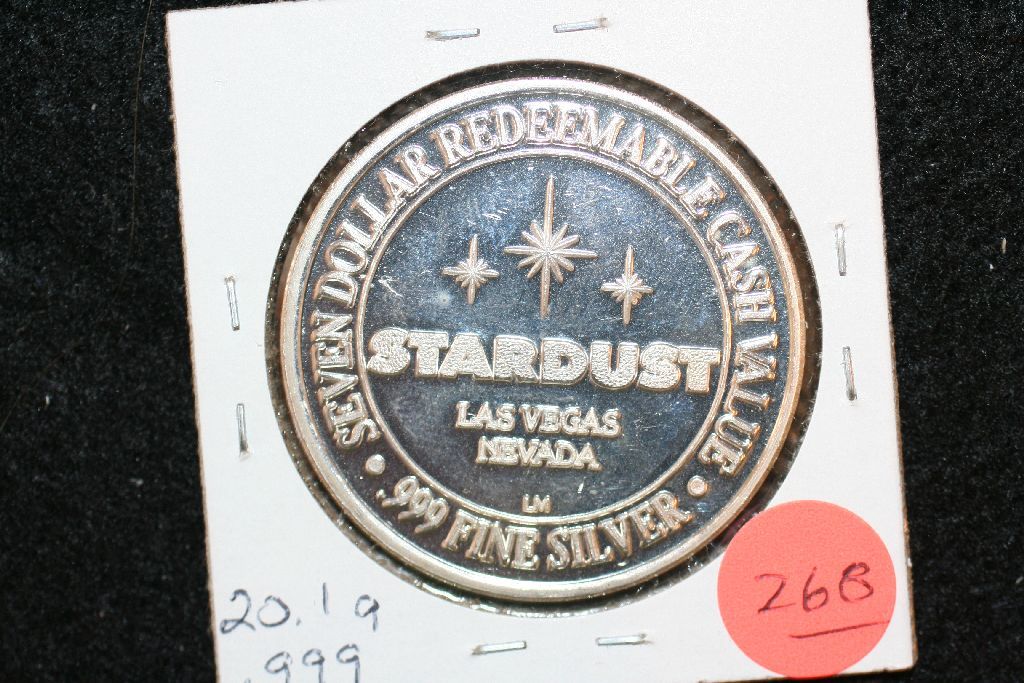 SEVEN DOLLAR REDEEMABLE CASH VALUE
STARDUST
LAS VEGAS
NEVADA
LM
.999 FINE SILVER
20.1g
.999
268